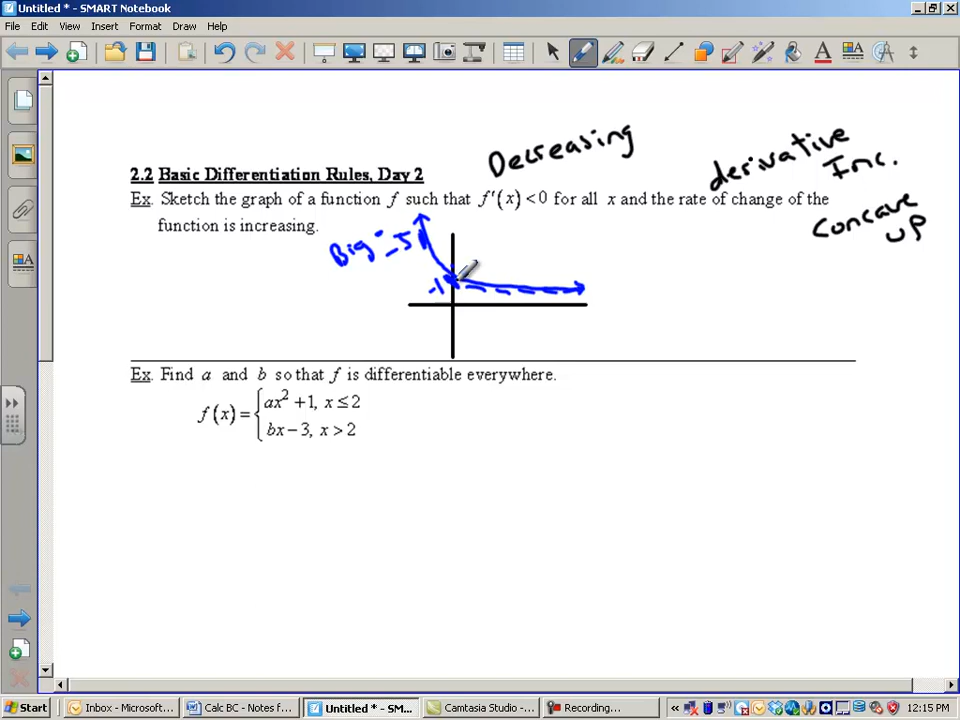 Untitled * - SMART Notebook
File Edit View Insert Format Draw Help
Decreasing
derivative
Inc.
2.2 Basic Differentiation Rules, Day 2
Ex. Sketch the graph of a function f such that f'(x) < 0 for all x and the rate of change of the
function is increasing.
Concave
up
Big -
-5
-1
Ex. Find a and b so that f is differentiable everywhere.
f(x) = { ax² + 1, x ≤ 2
bx - 3, x > 2
Start Inbox - Microsoft... Calc BC - Notes f... Untitled * - SM... Camtasia Studio -... Recording... 12:15 PM